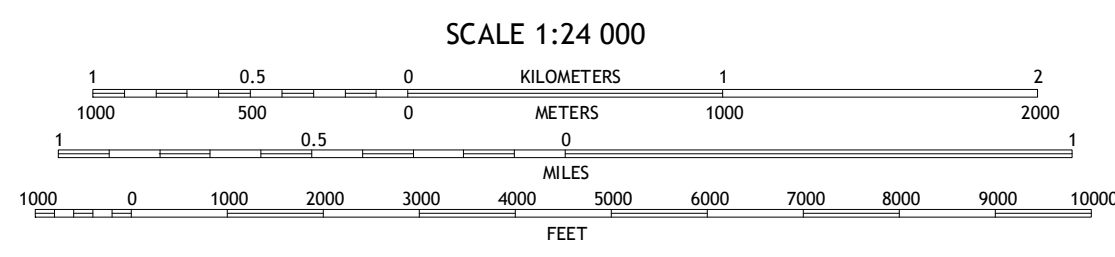 SCALE 1:24 000
1 0.5 0 KILOMETERS 1 2
1000 500 0 METERS 1000 2000
1 0.5 0 1
MILES
1000 0 1000 2000 3000 4000 5000 6000 7000 8000 9000 10000
FEET